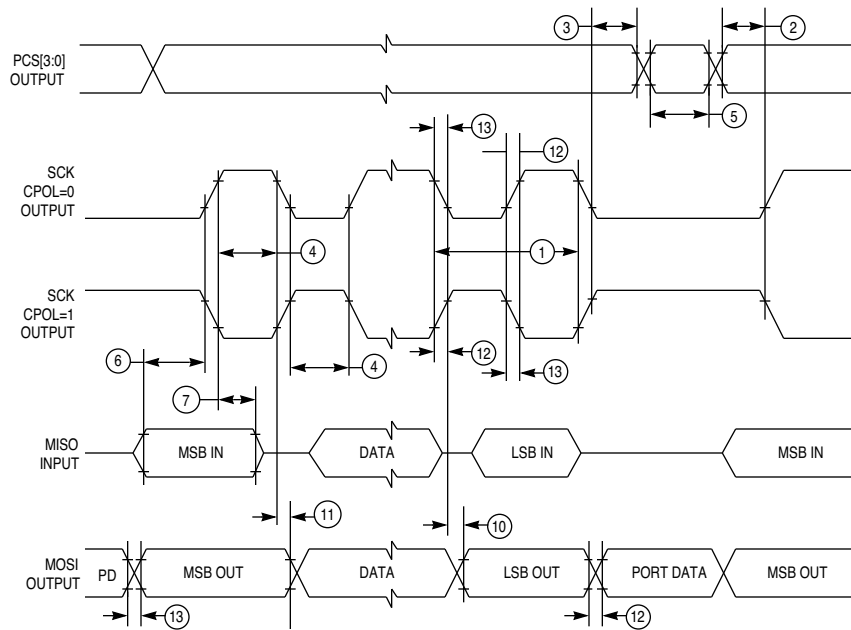 3
2
PCS[3:0]
OUTPUT
5
13
12
SCK
CPOL=0
OUTPUT
4
1
SCK
CPOL=1
OUTPUT
6
4
12
13
7
MISO
INPUT
MSB IN
DATA
LSB IN
MSB IN
11
10
MOSI
OUTPUT
PD
MSB OUT
DATA
LSB OUT
PORT DATA
MSB OUT
13
12